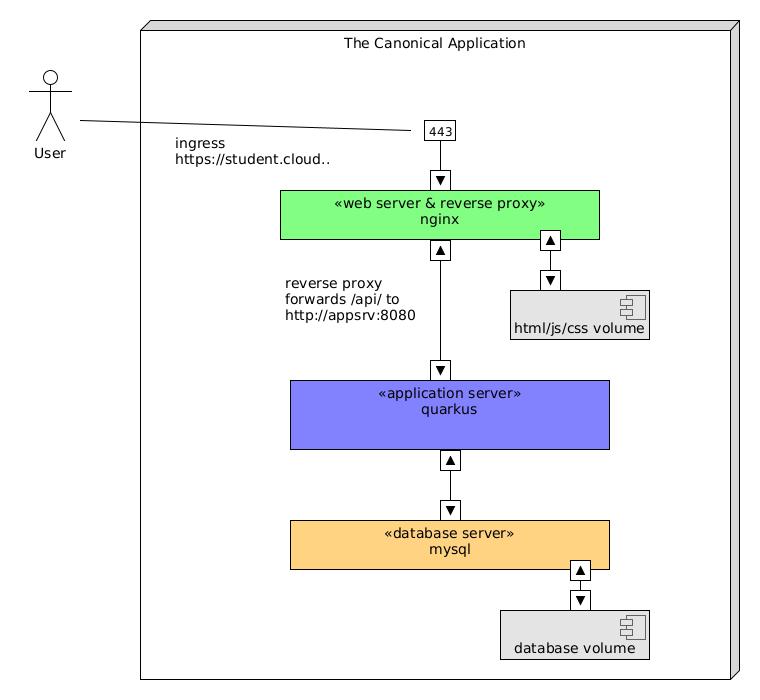 The Canonical Application
User
443
ingress
https://student.cloud..
«web server & reverse proxy»
nginx
reverse proxy
forwards /api/ to
http://appsrv:8080
html/js/css volume
«application server»
quarkus
«database server»
mysql
database volume